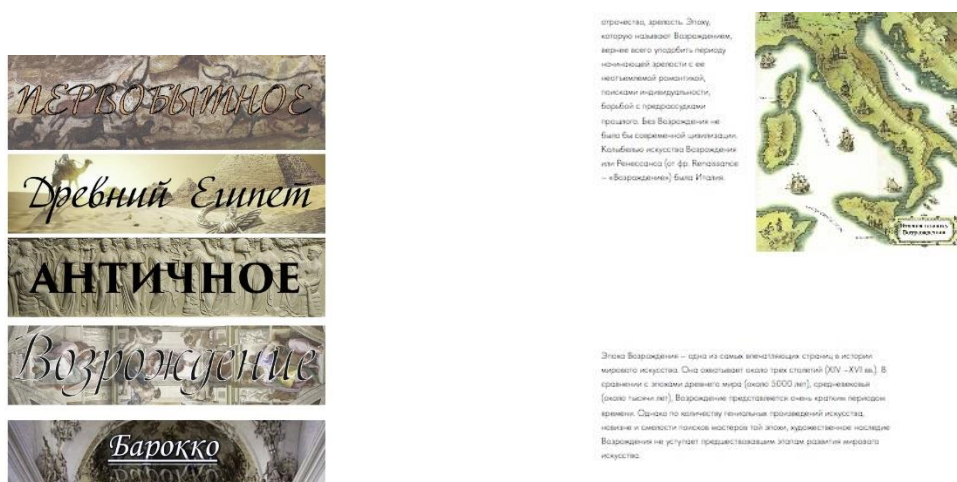 ПЕРВОБЫТНОЕ
Древний Египет
АНТИЧНОЕ
Возрождение
Барокко
отрочество, зрелость. Эпоху,
которую называют Возрождением,
вернее всего уподобить периоду
начинающей зрелости с ее
неотъемлемой романтикой,
поисками индивидуальности,
борьбой с предрассудками
прошлого. Без Возрождения не
было бы современной цивилизации.
Колыбелью искусства Возрождения
или Ренессанса (от фр. Renaissance
– «Возрождение») была Италия.
Эпоха Возрождения – одна из самых впечатляющих страниц в истории
мирового искусства. Она охватывает около трех столетий (XIV –XVI вв.). В
сравнении с эпохами древнего мира (около 5000 лет), средневековья
(около тысячи лет), Возрождение представляется очень кратким периодом
времени. Однако по количеству гениальных произведений искусства,
новизне и смелости поисков мастеров той эпохи, художественное наследие
Возрождения не уступает предшествовавшим этапам развития мирового
искусства.